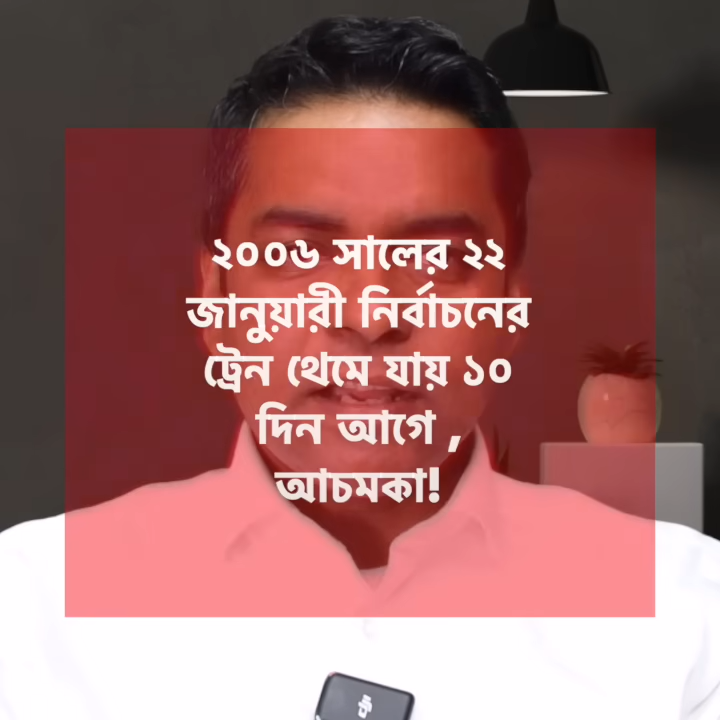 ২০০৬ সালের ২২
জানুয়ারী নির্বাচনের
ট্রেন থেমে যায় ১০
দিন আগে ,
আচমকা!